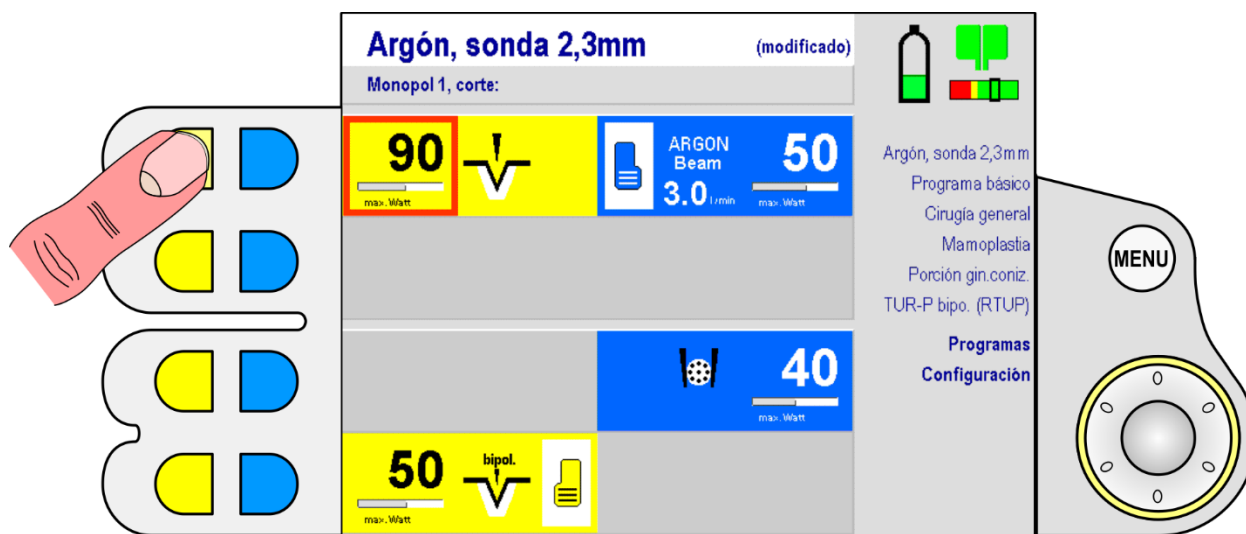 Argón, sonda 2,3mm (modificado)
Monopol 1, corte:
90
max. Watt
ARGON
Beam
3.0 l/min
50
max. Watt
40
max. Watt
50
max. Watt
bipol.
Argón, sonda 2,3mm
Programa básico
Cirugía general
Mamoplastia
Porción gin.coniz.
TUR-P bipo. (RTUP)
Programas
Configuración
MENU